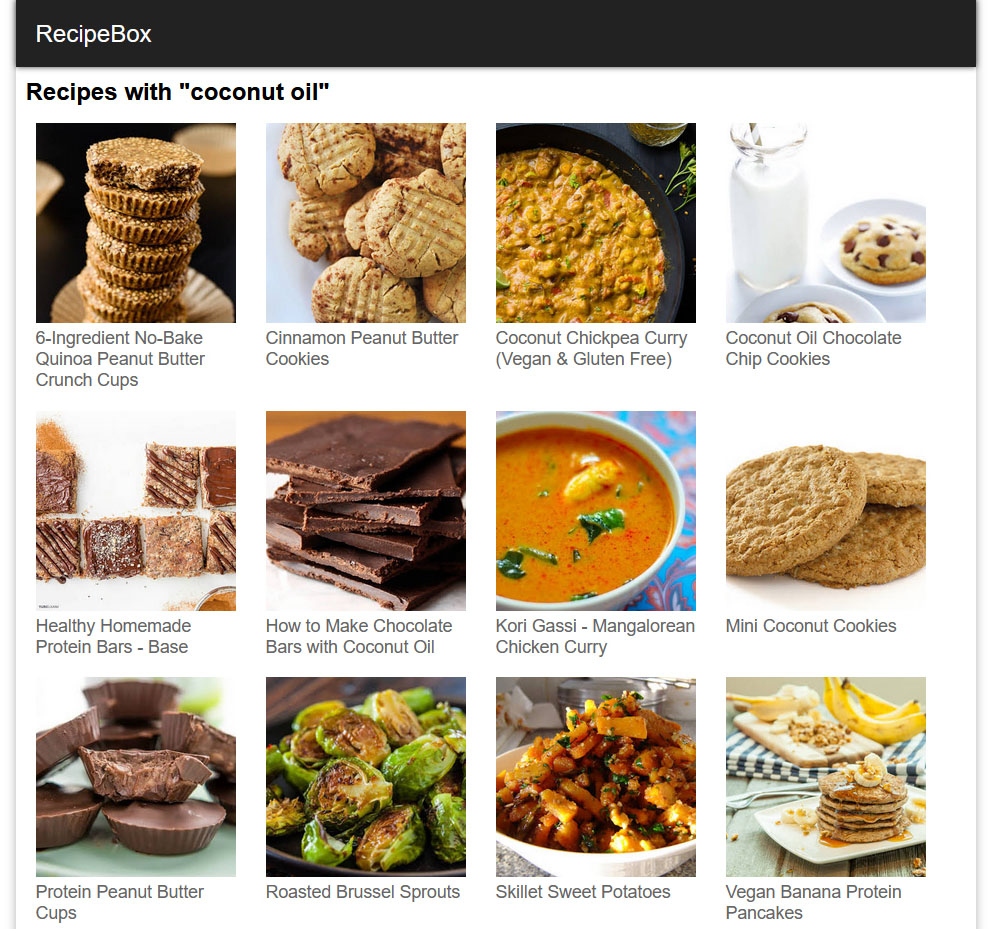 RecipeBox
Recipes with "coconut oil"
6-Ingredient No-Bake
Quinoa Peanut Butter
Crunch Cups
Cinnamon Peanut Butter
Cookies
Coconut Chickpea Curry
(Vegan & Gluten Free)
Coconut Oil Chocolate
Chip Cookies
Healthy Homemade
Protein Bars - Base
How to Make Chocolate
Bars with Coconut Oil
Kori Gassi - Mangalorean
Chicken Curry
Mini Coconut Cookies
Protein Peanut Butter
Cups
Roasted Brussel Sprouts
Skillet Sweet Potatoes
Vegan Banana Protein
Pancakes